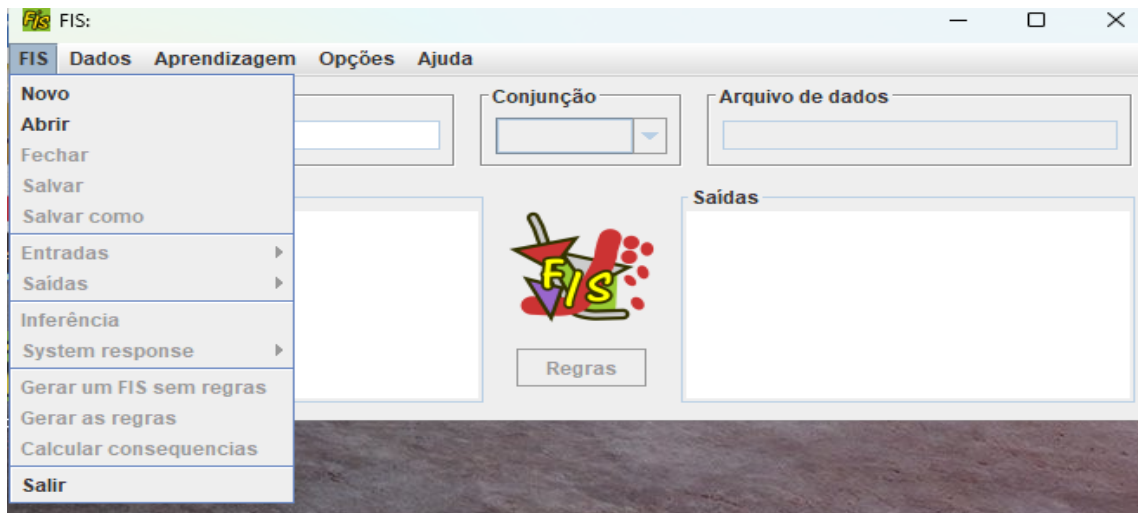 Fis FIS:
FIS Dados Aprendizagem Opções Ajuda
Novo
Abrir
Fechar
Salvar
Salvar como
Entradas
Saídas
Inferência
System response
Gerar um FIS sem regras
Gerar as regras
Calcular consequencias
Salir
Conjunção
Arquivo de dados
FIS
Regras
Saídas